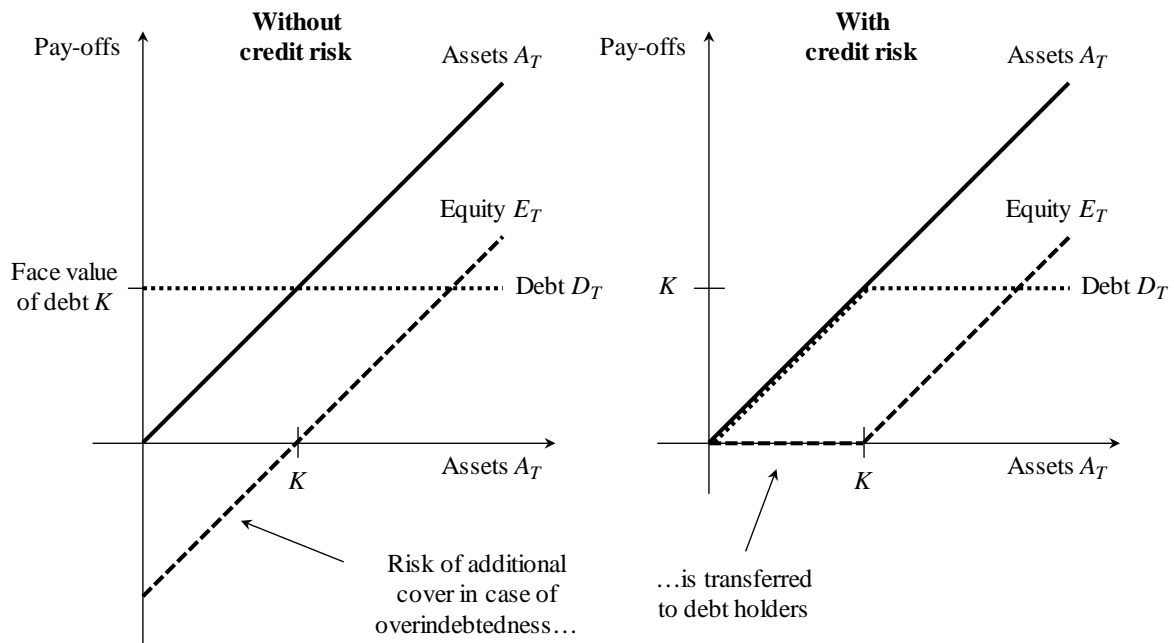 Without
credit risk
Pay-offs
Assets A_T
Equity E_T
Face value
of debt K
Debt D_T
K
Assets A_T
Risk of additional
cover in case of
overindebtedness…
With
credit risk
Pay-offs
Assets A_T
Equity E_T
K
Debt D_T
K
Assets A_T
…is transferred
to debt holders